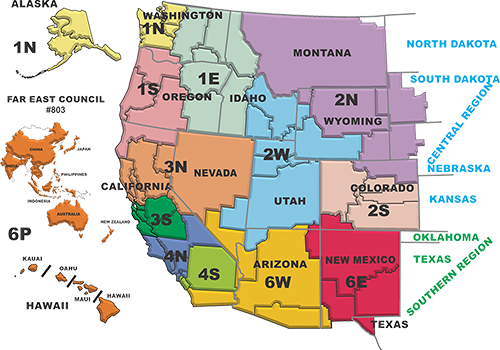 ALASKA
1N
FAR EAST COUNCIL
#803
CHINA
JAPAN
PHILIPPINES
INDONESIA
AUSTRALIA
NEW ZEALAND
6P
KAUAI
OAHU
MAUI
HAWAII
HAWAII
WASHINGTON
1N
1S
OREGON
1E
IDAHO
MONTANA
2N
WYOMING
2W
3N
NEVADA
CALIFORNIA
3S
4N
4S
UTAH
COLORADO
2S
ARIZONA
6W
NEW MEXICO
6E
TEXAS
NORTH DAKOTA
SOUTH DAKOTA
CENTRAL REGION
NEBRASKA
KANSAS
OKLAHOMA
TEXAS
SOUTHERN REGION